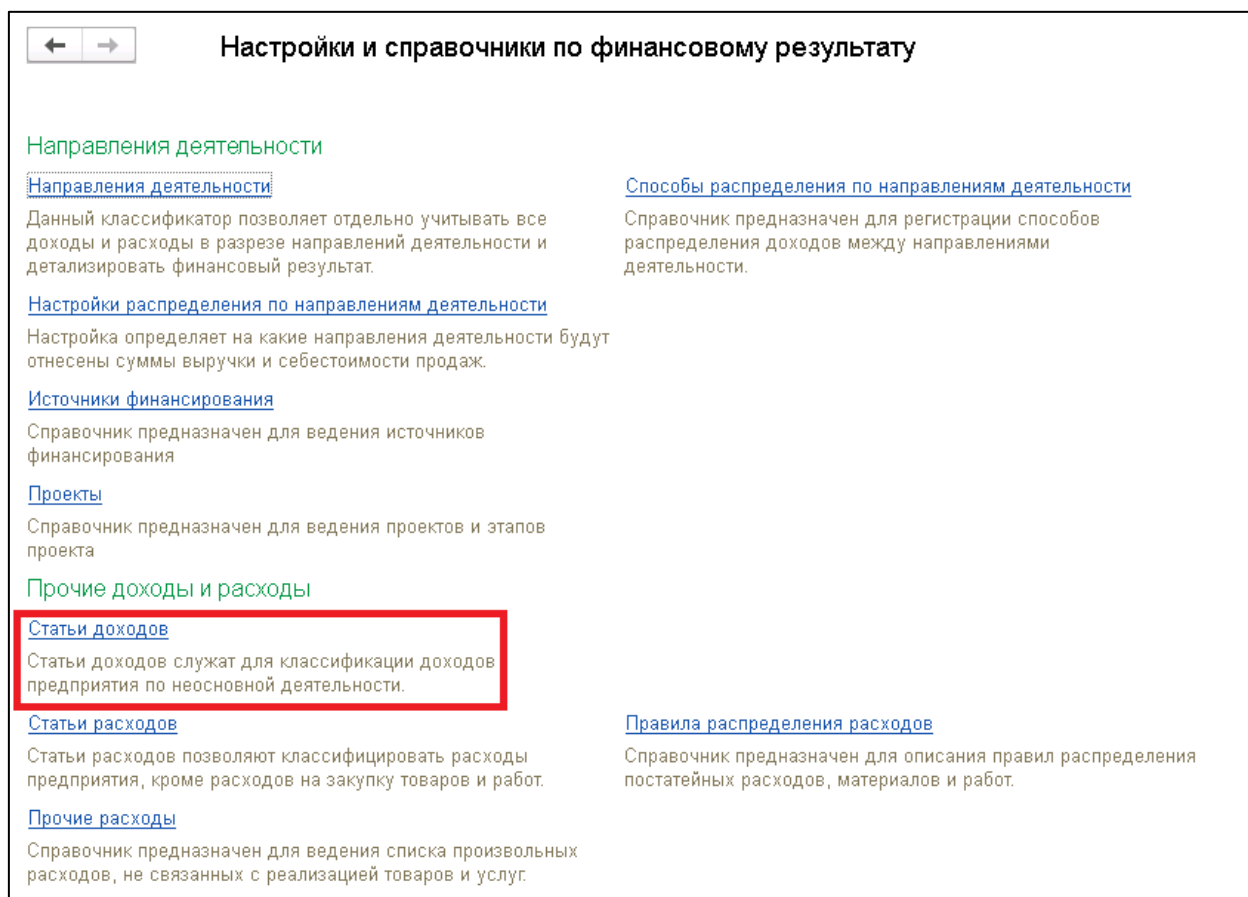 Настройки и справочники по финансовому результату
Направления деятельности
Направления деятельности
Данный классификатор позволяет отдельно учитывать все
доходы и расходы в разрезе направлений деятельности и
детализировать финансовый результат.
Способы распределения по направлениям деятельности
Справочник предназначен для регистрации способов
распределения доходов между направлениями
деятельности.
Настройки распределения по направлениям деятельности
Настройка определяет на какие направления деятельности будут
отнесены суммы выручки и себестоимости продаж.
Источники финансирования
Справочник предназначен для ведения источников
финансирования
Проекты
Справочник предназначен для ведения проектов и этапов
проекта
Прочие доходы и расходы
Статьи доходов
Статьи доходов служат для классификации доходов
предприятия по неосновной деятельности.
Статьи расходов
Статьи расходов позволяют классифицировать расходы
предприятия, кроме расходов на закупку товаров и работ.
Правила распределения расходов
Справочник предназначен для описания правил распределения
постатейных расходов, материалов и работ.
Прочие расходы
Справочник предназначен для ведения списка произвольных
расходов, не связанных с реализацией товаров и услуг.